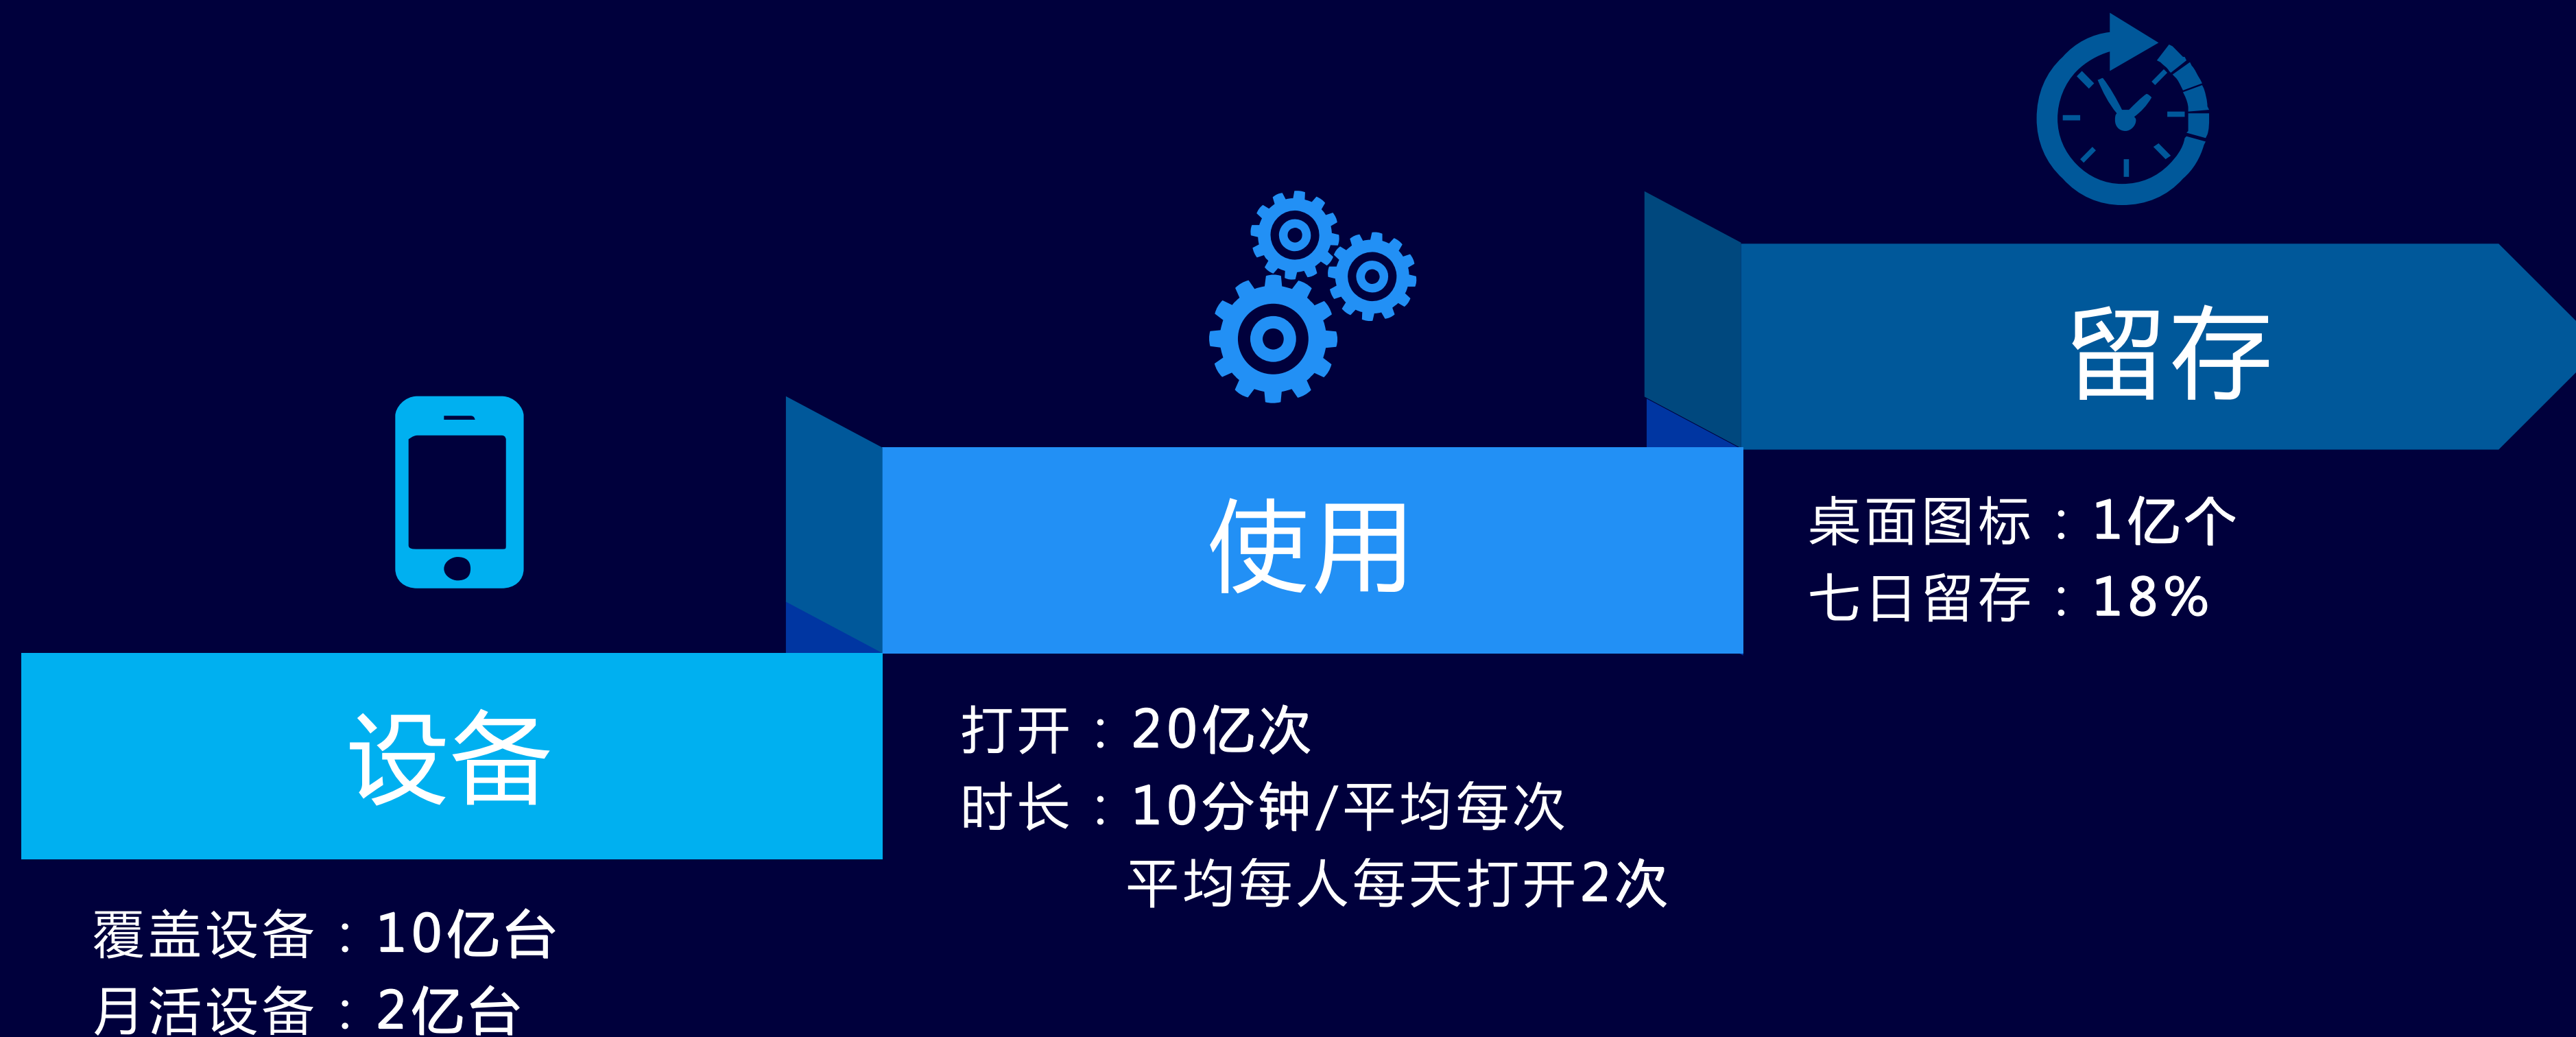 设备
覆盖设备：10亿台
月活设备：2亿台
使用
打开：20亿次
时长：10分钟/平均每次
平均每人每天打开2次
留存
桌面图标：1亿个
七日留存：18%